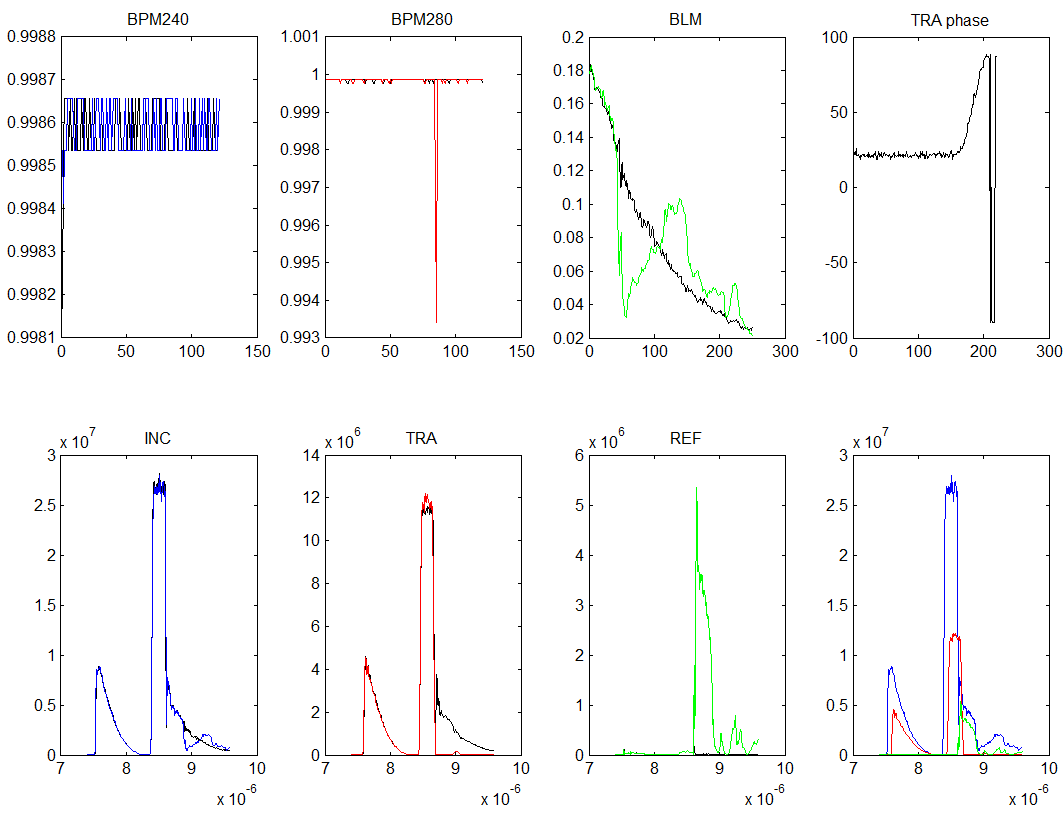 BPM240 BPM280 BLM TRA phase
0.9988 1.001 0.2 100
0.9987 1 0.18
0.9986 0.999 0.16 50
0.9985 0.998 0.14
0.9984 0.997 0.12 0
0.9983 0.996 0.1
0.9982 0.995 0.08 -50
0.9981 0.994 0.06
0.993 0.04
0.02 -100
0 50 100 150 0 50 100 150 0 100 200 300 0 100 200 300
x 10^7 INC x 10^6 TRA x 10^6 REF x 10^7
3 14 6 3
2.5 12 5 2.5
2 10 4 2
1.5 8 3 1.5
1 6 2 1
0.5 4 1 0.5
0 2 0 0
0
7 8 9 10 7 8 9 10 7 8 9 10 7 8 9 10
x 10^-6 x 10^-6 x 10^-6 x 10^-6